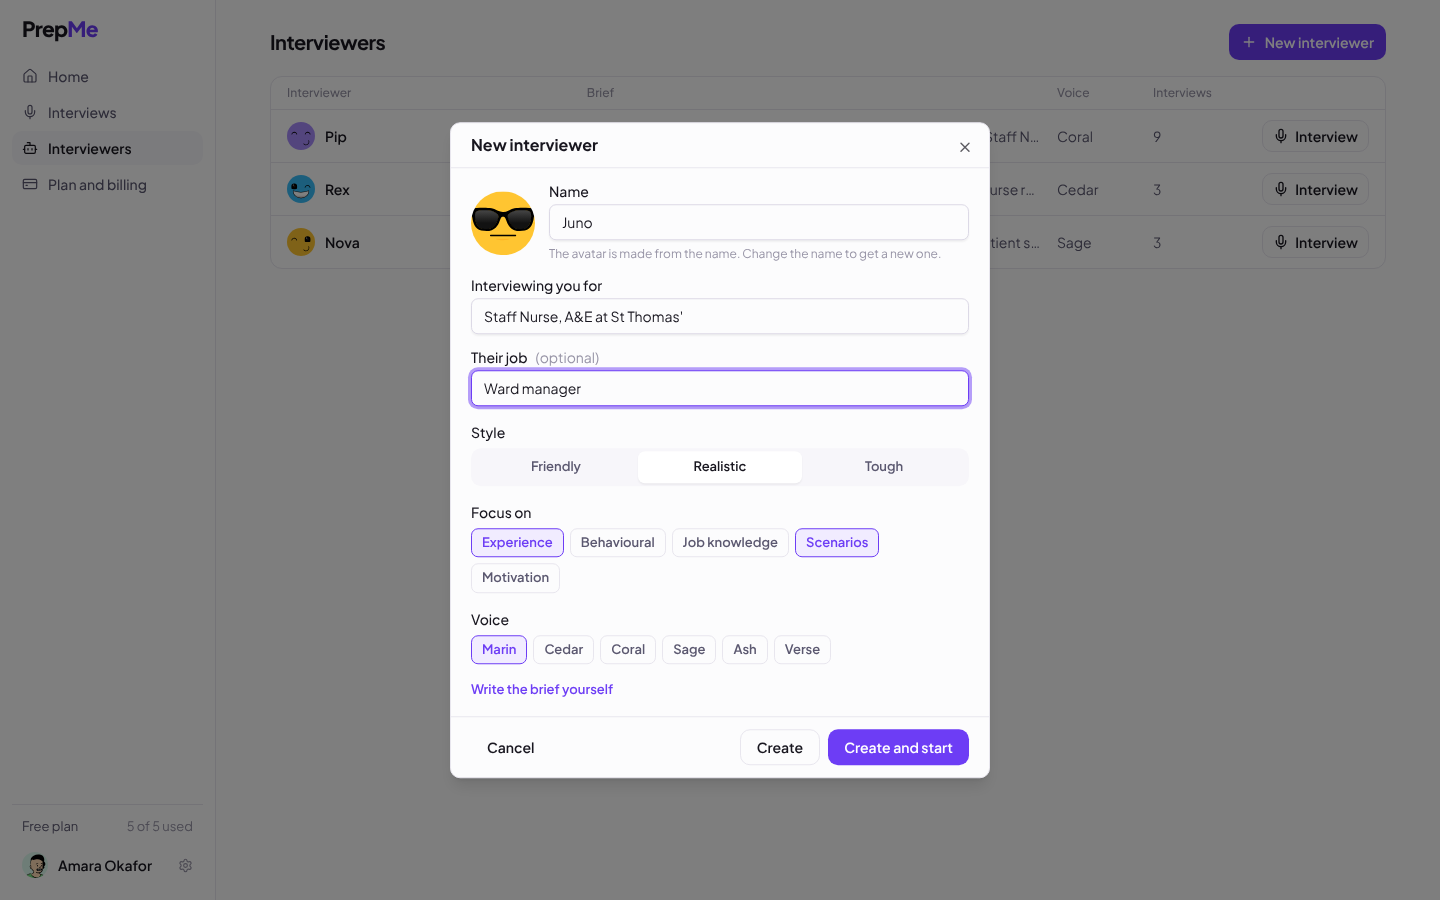 PrepMe
Home
Interviews
Interviewers
Plan and billing
Free plan 5 of 5 used
Amara Okafor
Interviewers
New interviewer
Interviewer Brief Voice Interviews
Pip Staff N... Coral 9 Interview
Rex urse r... Cedar 3 Interview
Nova tient s... Sage 3 Interview
New interviewer
Name
Juno
The avatar is made from the name. Change the name to get a new one.
Interviewing you for
Staff Nurse, A&E at St Thomas'
Their job (optional)
Ward manager
Style
Friendly Realistic Tough
Focus on
Experience Behavioural Job knowledge Scenarios
Motivation
Voice
Marin Cedar Coral Sage Ash Verse
Write the brief yourself
Cancel Create Create and start